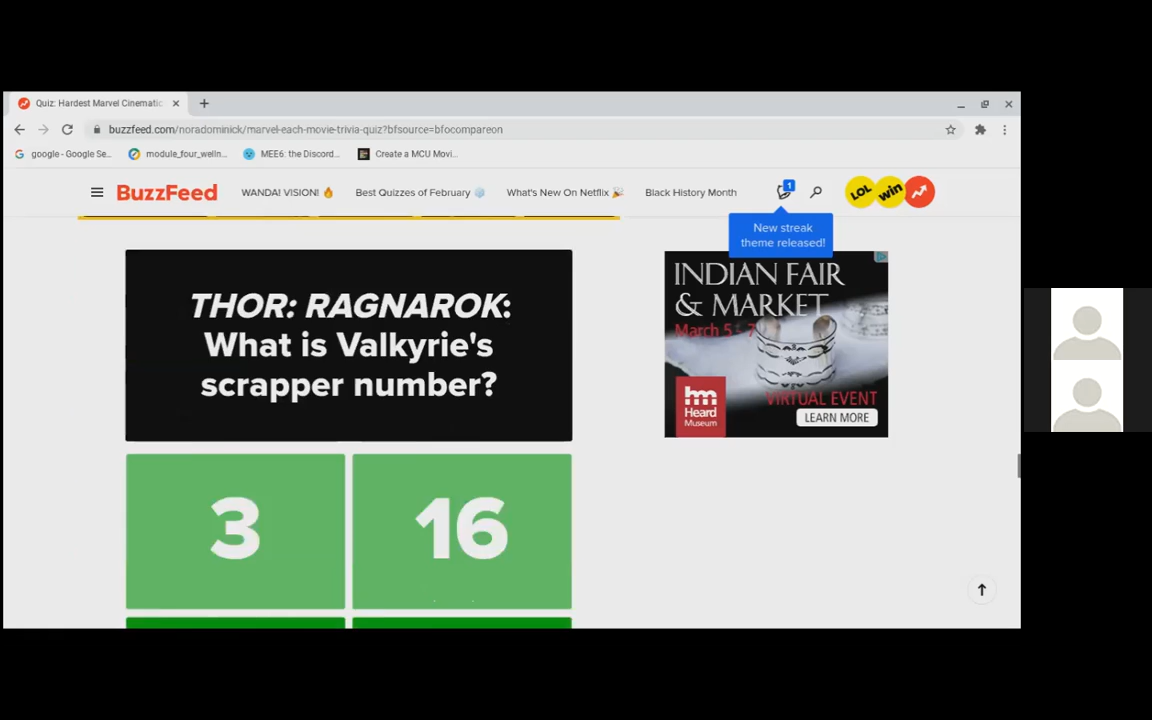 Quiz: Hardest Marvel Cinematic
buzzfeed.com/noradominick/marvel-each-movie-trivia-quiz?bfsource=bfocompareon
google - Google Se... module_four_welln... MEE6: the Discord... Create a MCU Movi...
BuzzFeed WANDA! VISION! 🔥 Best Quizzes of February What's New On Netflix 🎉 Black History Month 1 LOL win
New streak
theme released!
THOR: RAGNAROK:
What is Valkyrie's
scrapper number?
INDIAN FAIR
& MARKET
March 5 - 7
hm
Heard
Museum
VIRTUAL EVENT
LEARN MORE
3 16